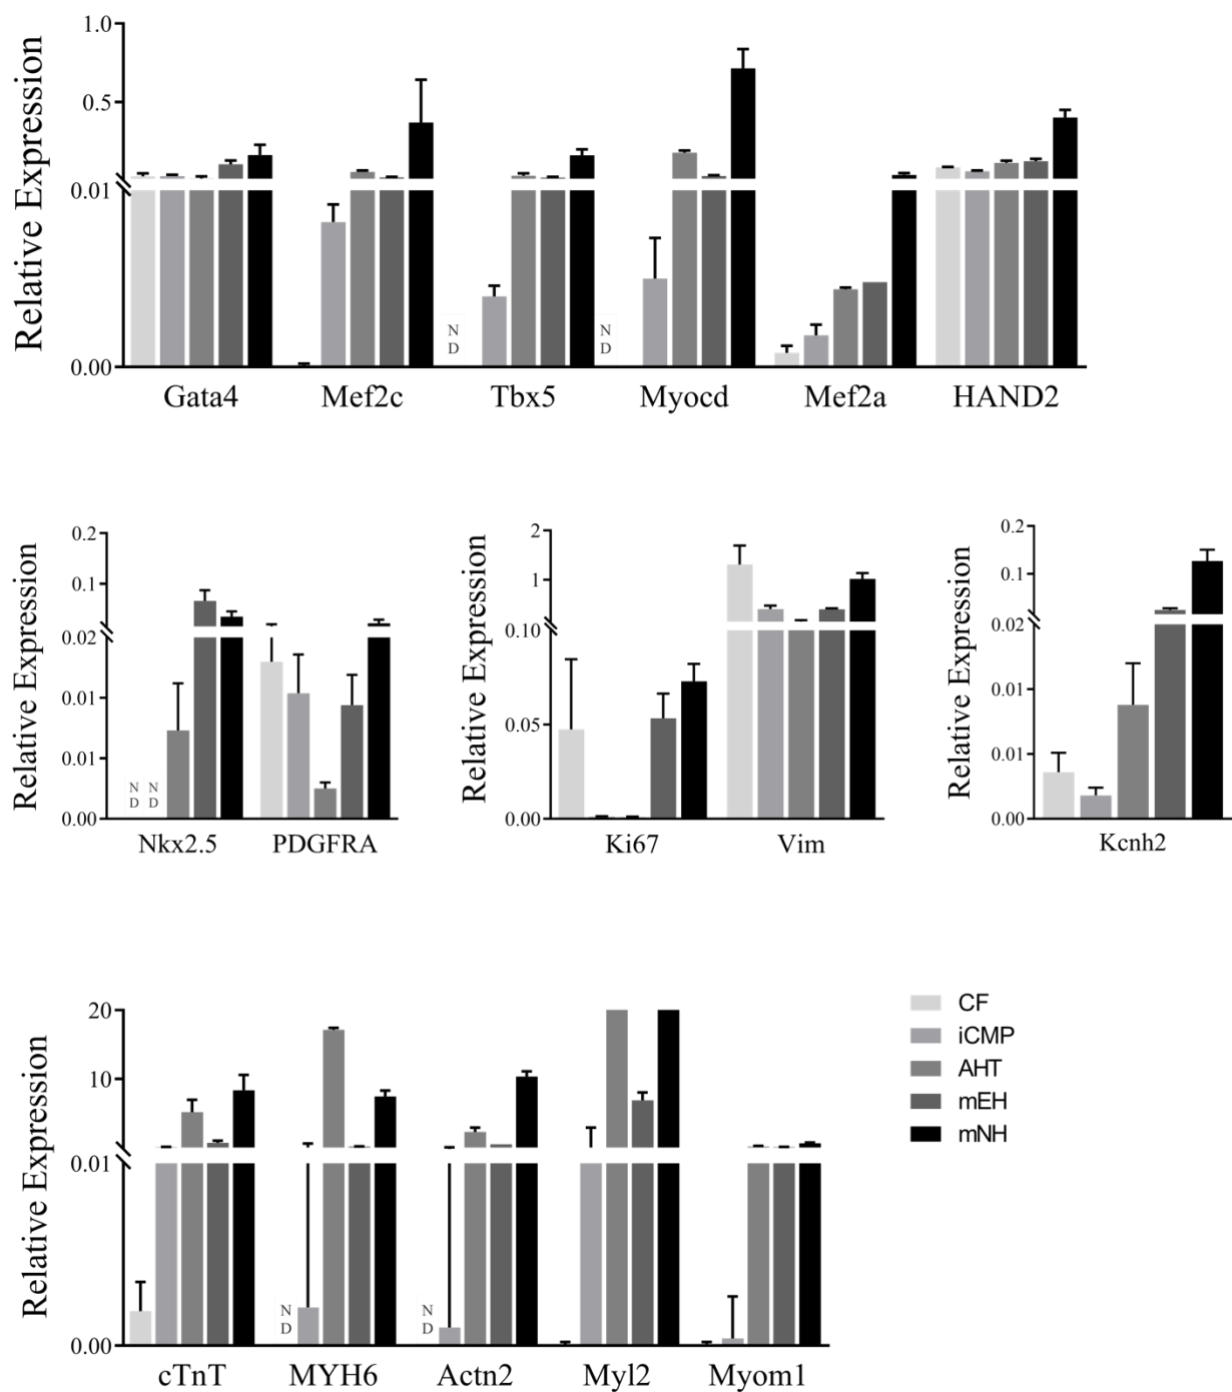 Relative Expression
Relative Expression
1.0
0.5
0.01
0.00
N
D
N
D
Gata4 Mef2c Tbx5 Myocd Mef2a HAND2
Relative Expression
0.2
0.1
0.02
0.01
0.01
0.00
N N
D D
Nkx2.5 PDGFRA
Relative Expression
2
1
0.10
0.05
0.00
Ki67 Vim
Relative Expression
0.2
0.1
0.02
0.01
0.01
0.00
Kcnh2
Relative Expression
20
10
0.01
0.00
N
D
N
D
cTnT MYH6 Actn2 Myl2 Myom1
CF
iCMP
AHT
mEH
mNH